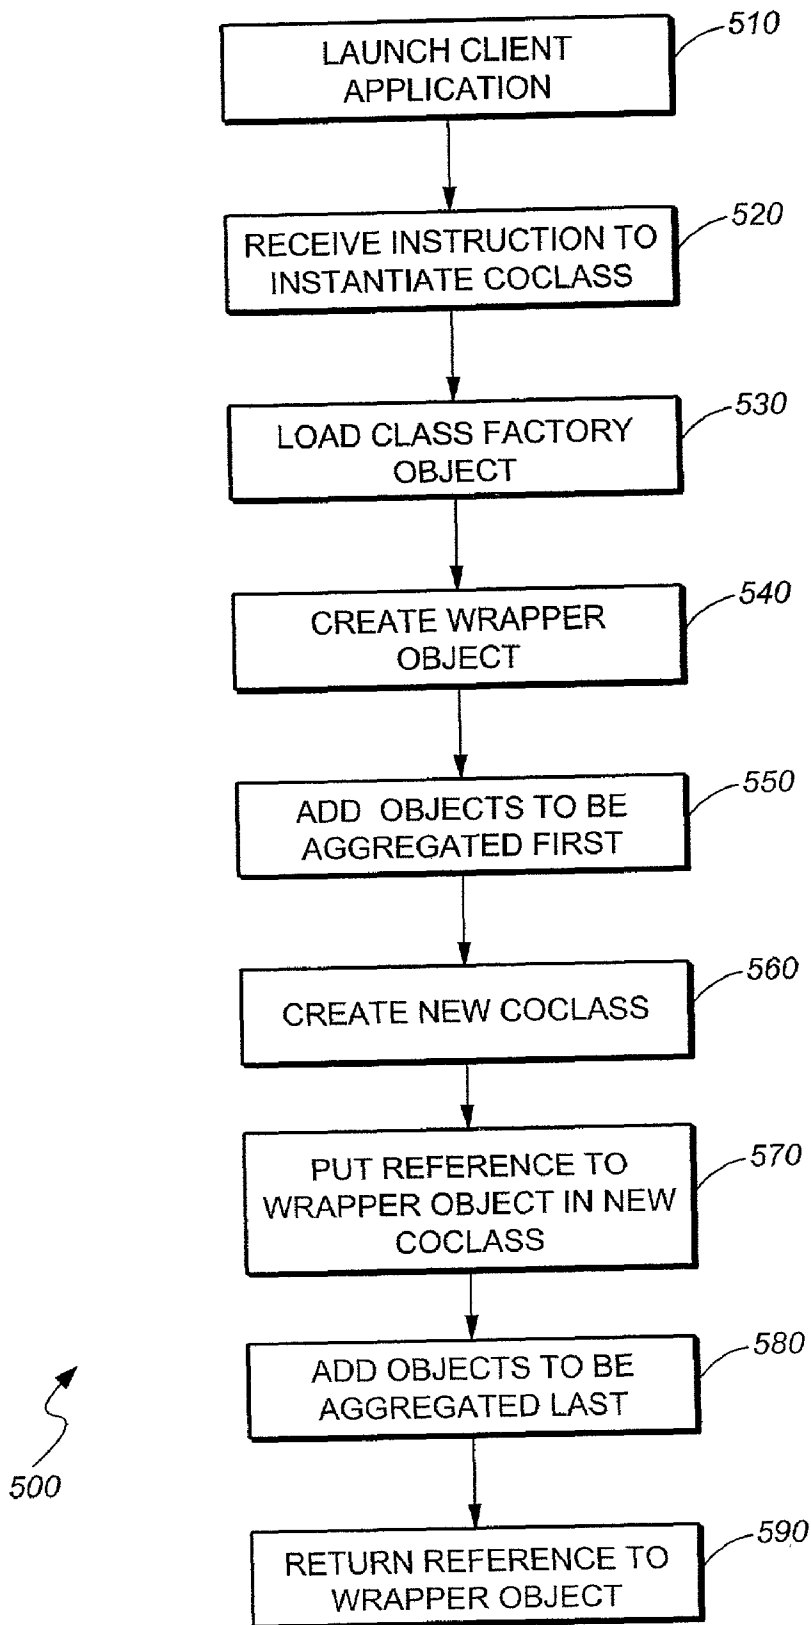 510
LAUNCH CLIENT
APPLICATION
520
RECEIVE INSTRUCTION TO
INSTANTIATE COCLASS
530
LOAD CLASS FACTORY
OBJECT
540
CREATE WRAPPER
OBJECT
550
ADD OBJECTS TO BE
AGGREGATED FIRST
560
CREATE NEW COCLASS
570
PUT REFERENCE TO
WRAPPER OBJECT IN NEW
COCLASS
580
ADD OBJECTS TO BE
AGGREGATED LAST
500
590
RETURN REFERENCE TO
WRAPPER OBJECT